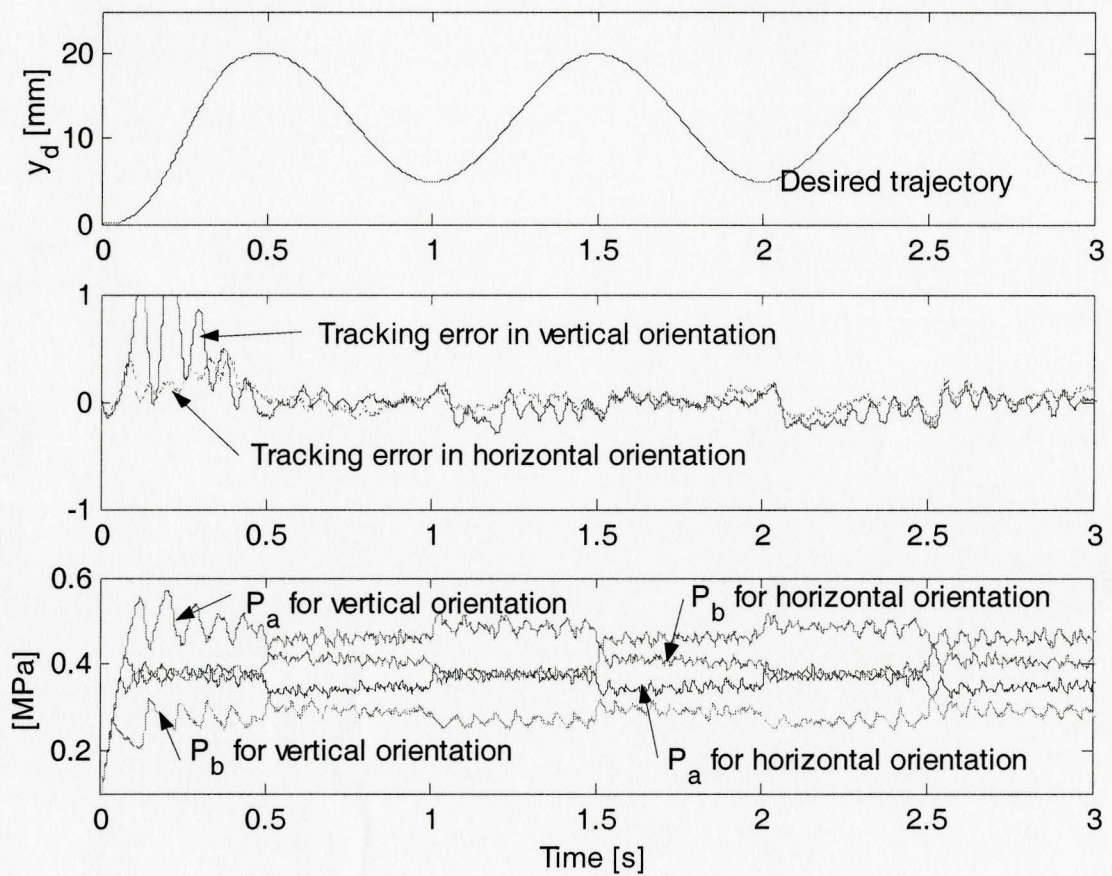 20
10
0
y_d [mm]
Desired trajectory
0 0.5 1 1.5 2 2.5 3
1
0
-1
Tracking error in vertical orientation
Tracking error in horizontal orientation
0 0.5 1 1.5 2 2.5 3
0.6
0.4
0.2
[MPa]
P_a for vertical orientation
P_b for horizontal orientation
P_b for vertical orientation
P_a for horizontal orientation
0 0.5 1 1.5 2 2.5 3
Time [s]